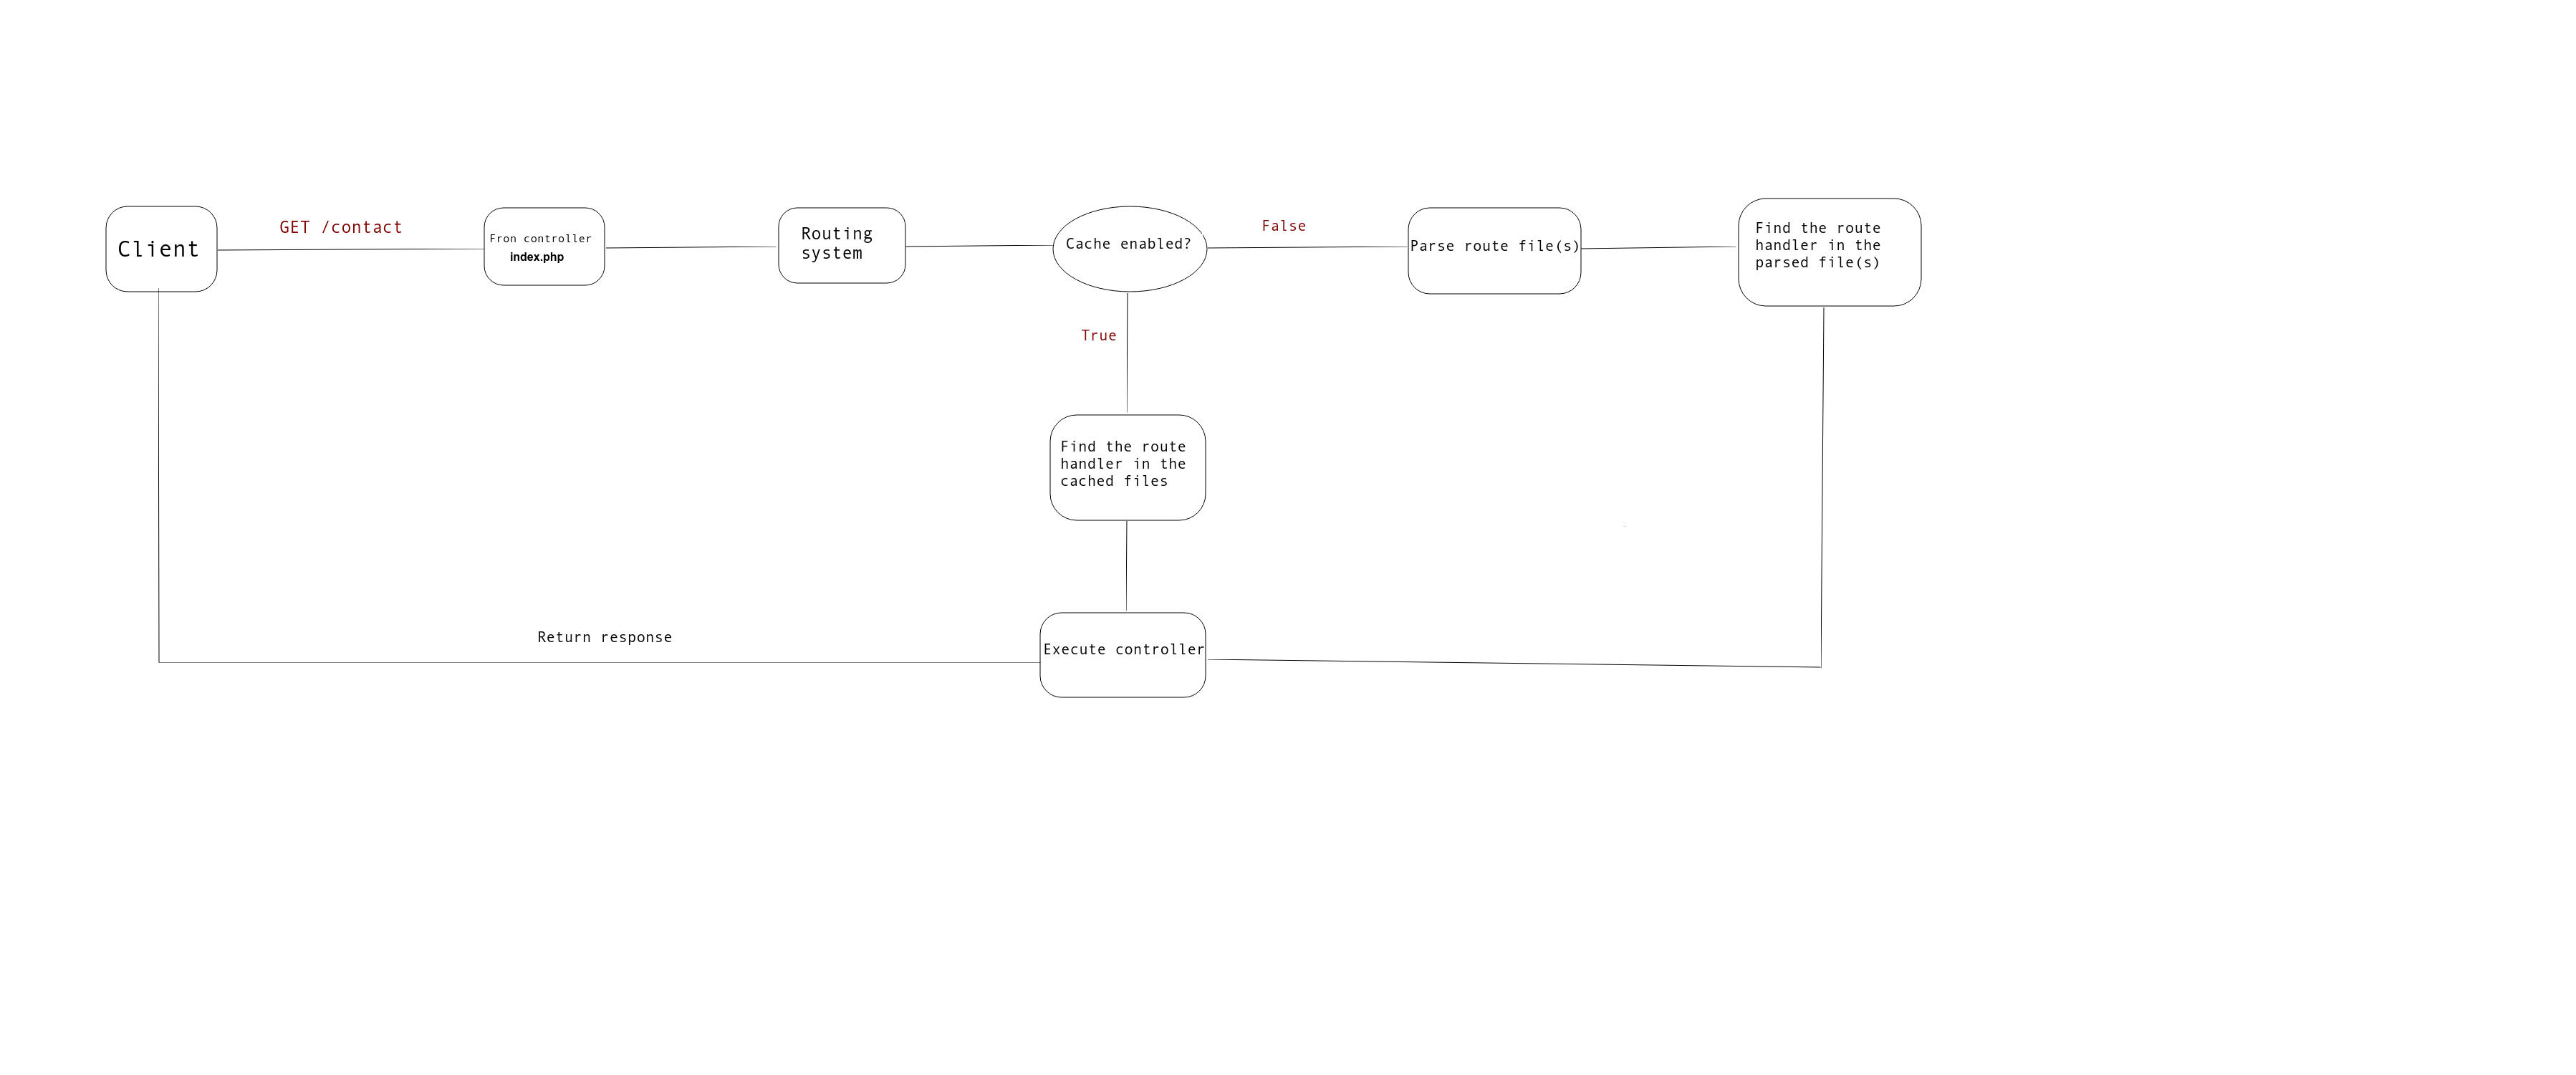 Client
GET /contact
Fron controller
index.php
Routing
system
Cache enabled?
False
Parse route file(s)
Find the route
handler in the
parsed file(s)
True
Find the route
handler in the
cached files
Return response
Execute controller